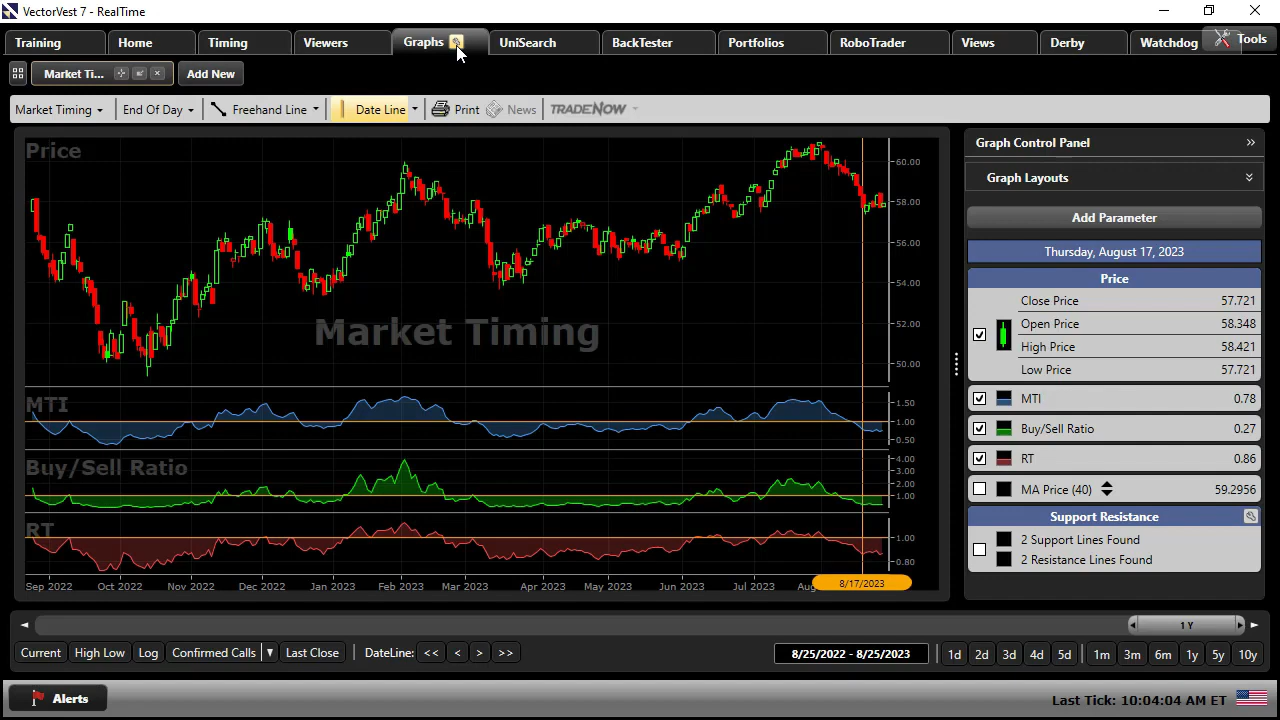 VectorVest 7 - RealTime
Training Home Timing Viewers Graphs UniSearch BackTester Portfolios RoboTrader Views Derby Watchdog Tools
Market Ti... Add New
Market Timing End Of Day Freehand Line Date Line Print News TRADENOW
Price
60.00
58.00
56.00
54.00
52.00
50.00
Market Timing
MTI
1.50
1.00
0.50
Buy/Sell Ratio
4.00
3.00
2.00
1.00
RT
1.00
0.80
Sep 2022 Oct 2022 Nov 2022 Dec 2022 Jan 2023 Feb 2023 Mar 2023 Apr 2023 May 2023 Jun 2023 Jul 2023 Aug 8/17/2023
Graph Control Panel
Graph Layouts
Add Parameter
Thursday, August 17, 2023
Price
Close Price 57.721
Open Price 58.348
High Price 58.421
Low Price 57.721
MTI 0.78
Buy/Sell Ratio 0.27
RT 0.86
MA Price (40) 59.2956
Support Resistance
2 Support Lines Found
2 Resistance Lines Found
1 Y
Current High Low Log Confirmed Calls Last Close DateLine: << < > >> 8/25/2022 - 8/25/2023 1d 2d 3d 4d 5d 1m 3m 6m 1y 5y 10y
Alerts Last Tick: 10:04:04 AM ET